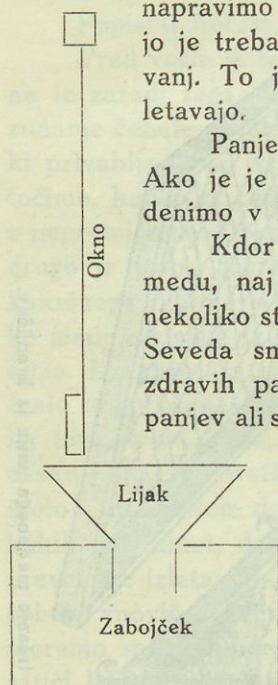 napravimo
jo je treba
vanj. To j
letavajo.
Panje
Ako je je
denimo v
Kdor
medu, naj
nekoliko st
Seveda sm
zdravih pa
panjev ali s
Okno
Lijak
Zabojček